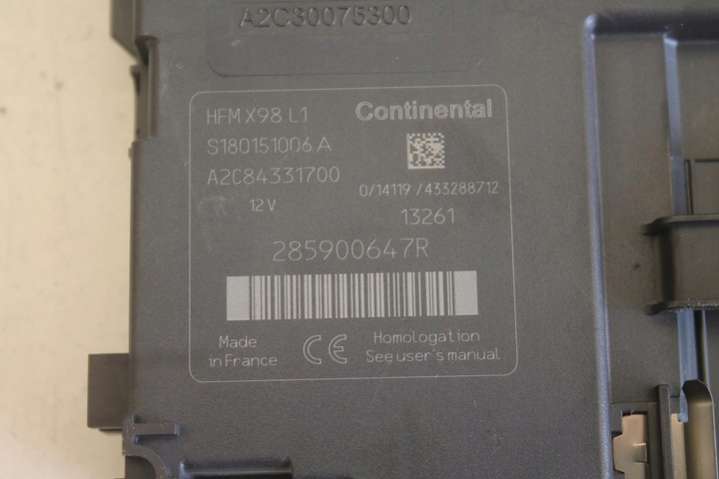 A2C30075300
HFM X98 L1
Continental
S180151006 A
A2C84331700
0/14119 /433288712
12 V
13261
285900647R
Made
in France
CE
Homologation
See user's manual